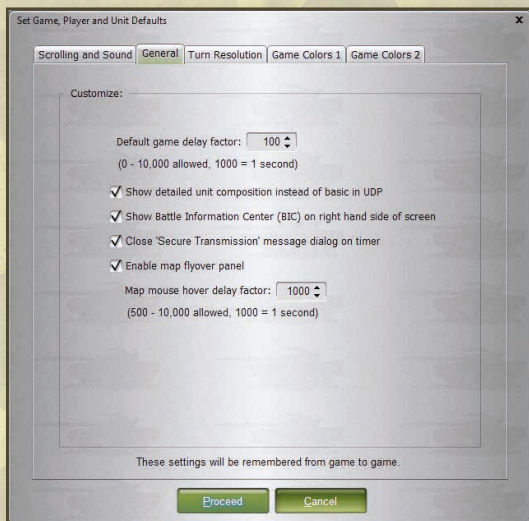 Set Game, Player and Unit Defaults
x
Scrolling and Sound General Turn Resolution Game Colors 1 Game Colors 2
Customize:
Default game delay factor: 100
(0 - 10,000 allowed, 1000 = 1 second)
Show detailed unit composition instead of basic in UDP
Show Battle Information Center (BIC) on right hand side of screen
Close 'Secure Transmission' message dialog on timer
Enable map flyover panel
Map mouse hover delay factor: 1000
(500 - 10,000 allowed, 1000 = 1 second)
These settings will be remembered from game to game.
Proceed Cancel